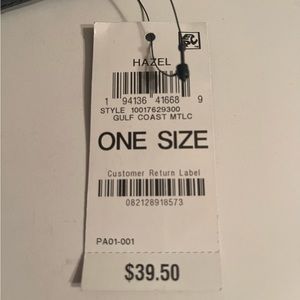 HAZEL
1 94136 41668 9
STYLE 10017629300
GULF COAST MTLC
ONE SIZE
Customer Return Label
082128918573
PA01-001
$39.50